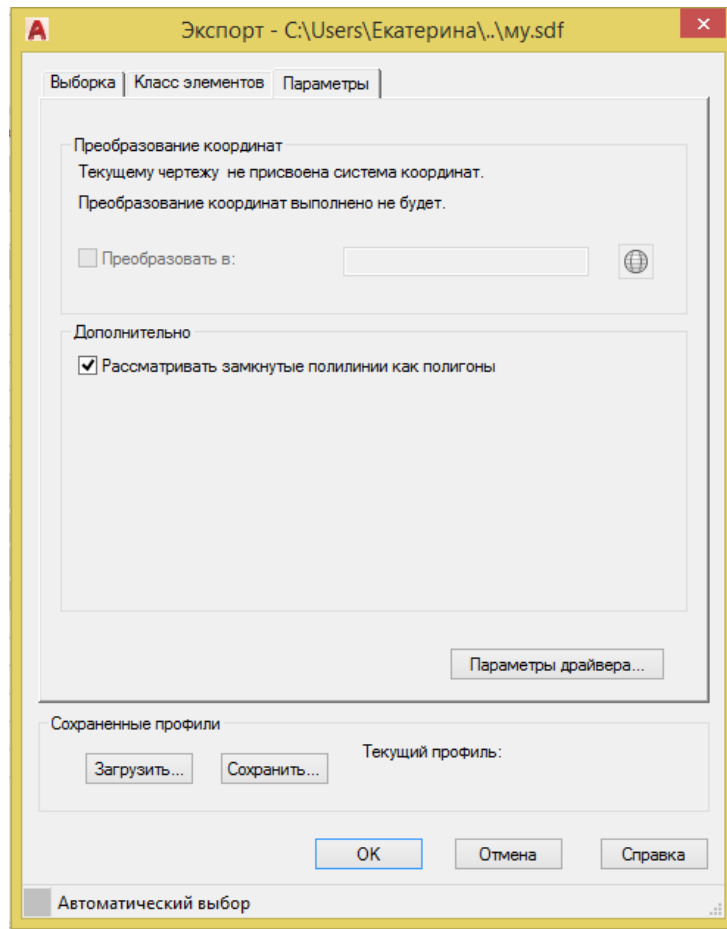 Экспорт - C:\Users\Екатерина\..\му.sdf
Выборка Класс элементов Параметры
Преобразование координат
Текущему чертежу не присвоена система координат.
Преобразование координат выполнено не будет.
Преобразовать в:
Дополнительно
Рассматривать замкнутые полилинии как полигоны
Параметры драйвера...
Сохраненные профили
Текущий профиль:
Загрузить... Сохранить...
OK Отмена Справка
Автоматический выбор